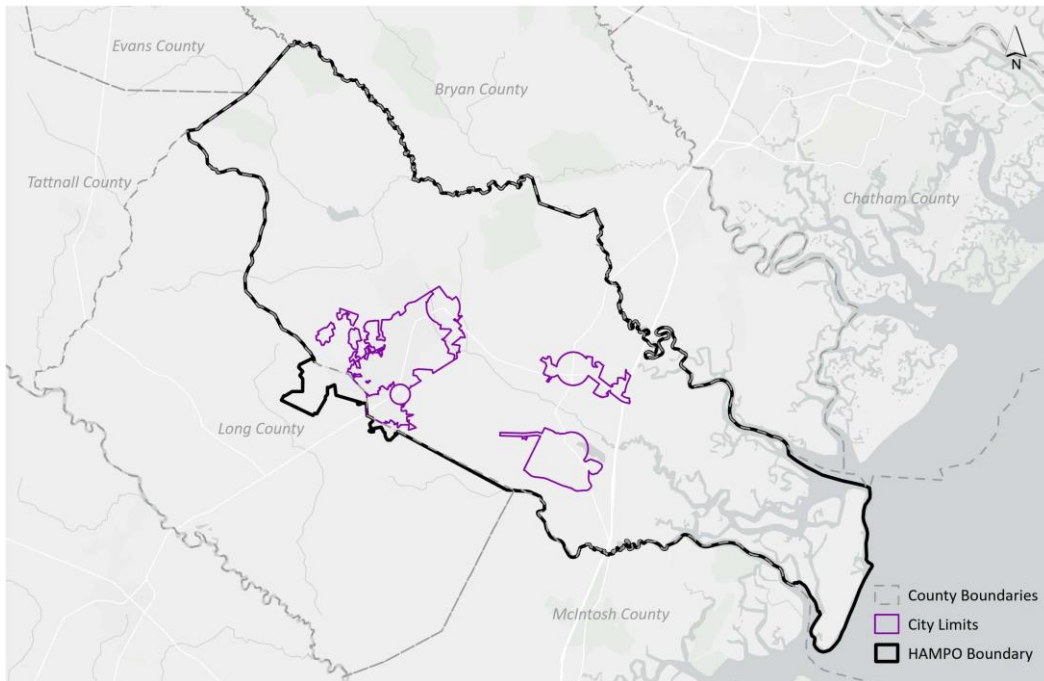 Evans County
Bryan County
N
Tattnall County
Chatham County
Long County
McIntosh County
County Boundaries
City Limits
HAMPO Boundary